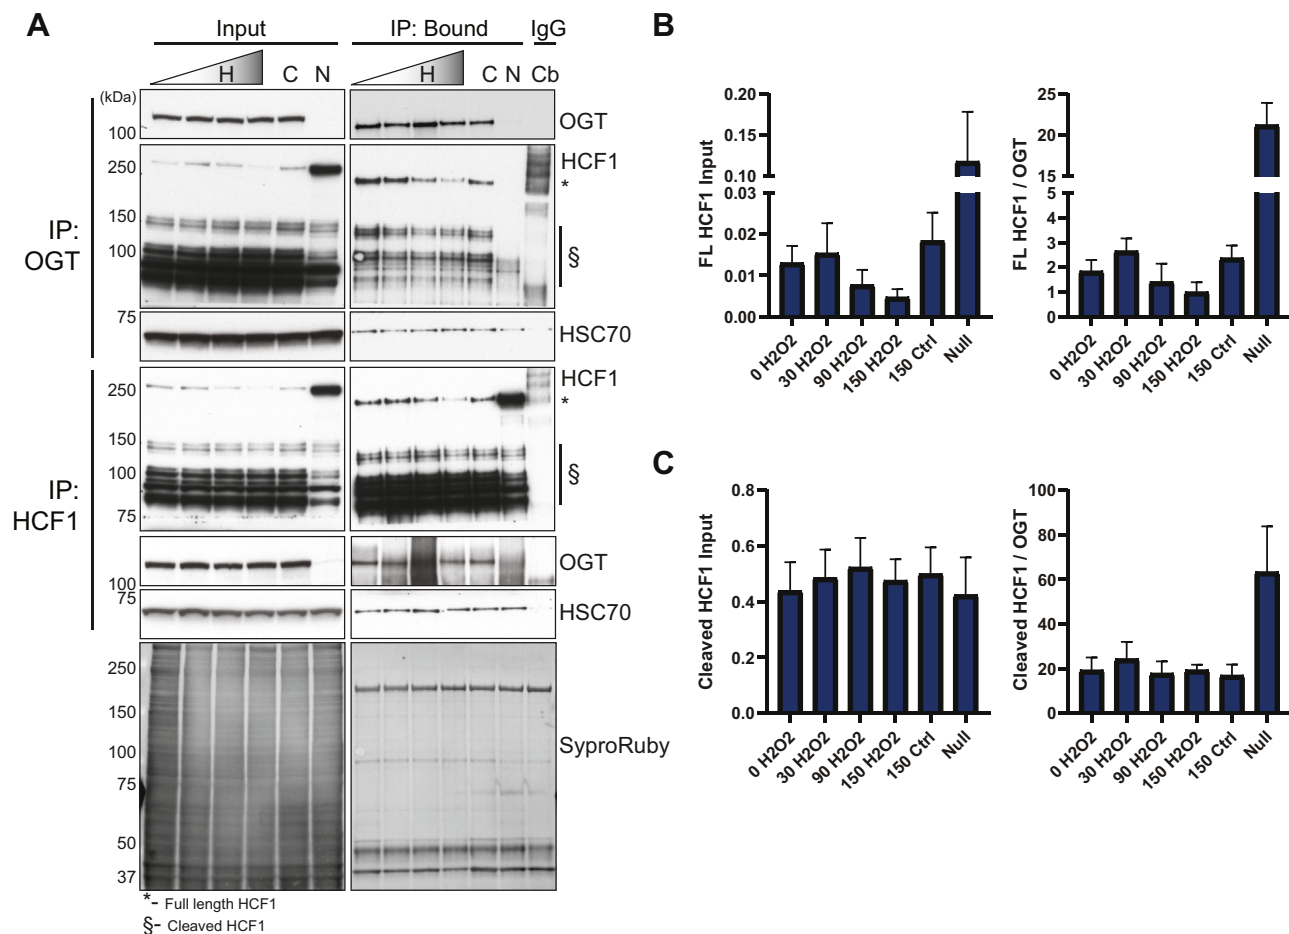 A
Input
IP: Bound
IgG
H
C
N
H
C
N
Cb
(kDa)
100
OGT
250
HCF1
*
150
100
§
IP:
OGT
75
HSC70
250
HCF1
*
150
100
§
75
IP:
HCF1
OGT
100
75
HSC70
250
150
100
75
50
37
SyproRuby
*- Full length HCF1
§- Cleaved HCF1
B
FL HCF1 Input
0.20
0.15
0.10
0.03
0.02
0.01
0.00
0 H2O2
30 H2O2
90 H2O2
150 H2O2
150 Ctrl
Null
FL HCF1 / OGT
25
20
15
5
4
3
2
1
0
0 H2O2
30 H2O2
90 H2O2
150 H2O2
150 Ctrl
Null
C
Cleaved HCF1 Input
0.8
0.6
0.4
0.2
0.0
0 H2O2
30 H2O2
90 H2O2
150 H2O2
150 Ctrl
Null
Cleaved HCF1 / OGT
100
80
60
40
20
0
0 H2O2
30 H2O2
90 H2O2
150 H2O2
150 Ctrl
Null